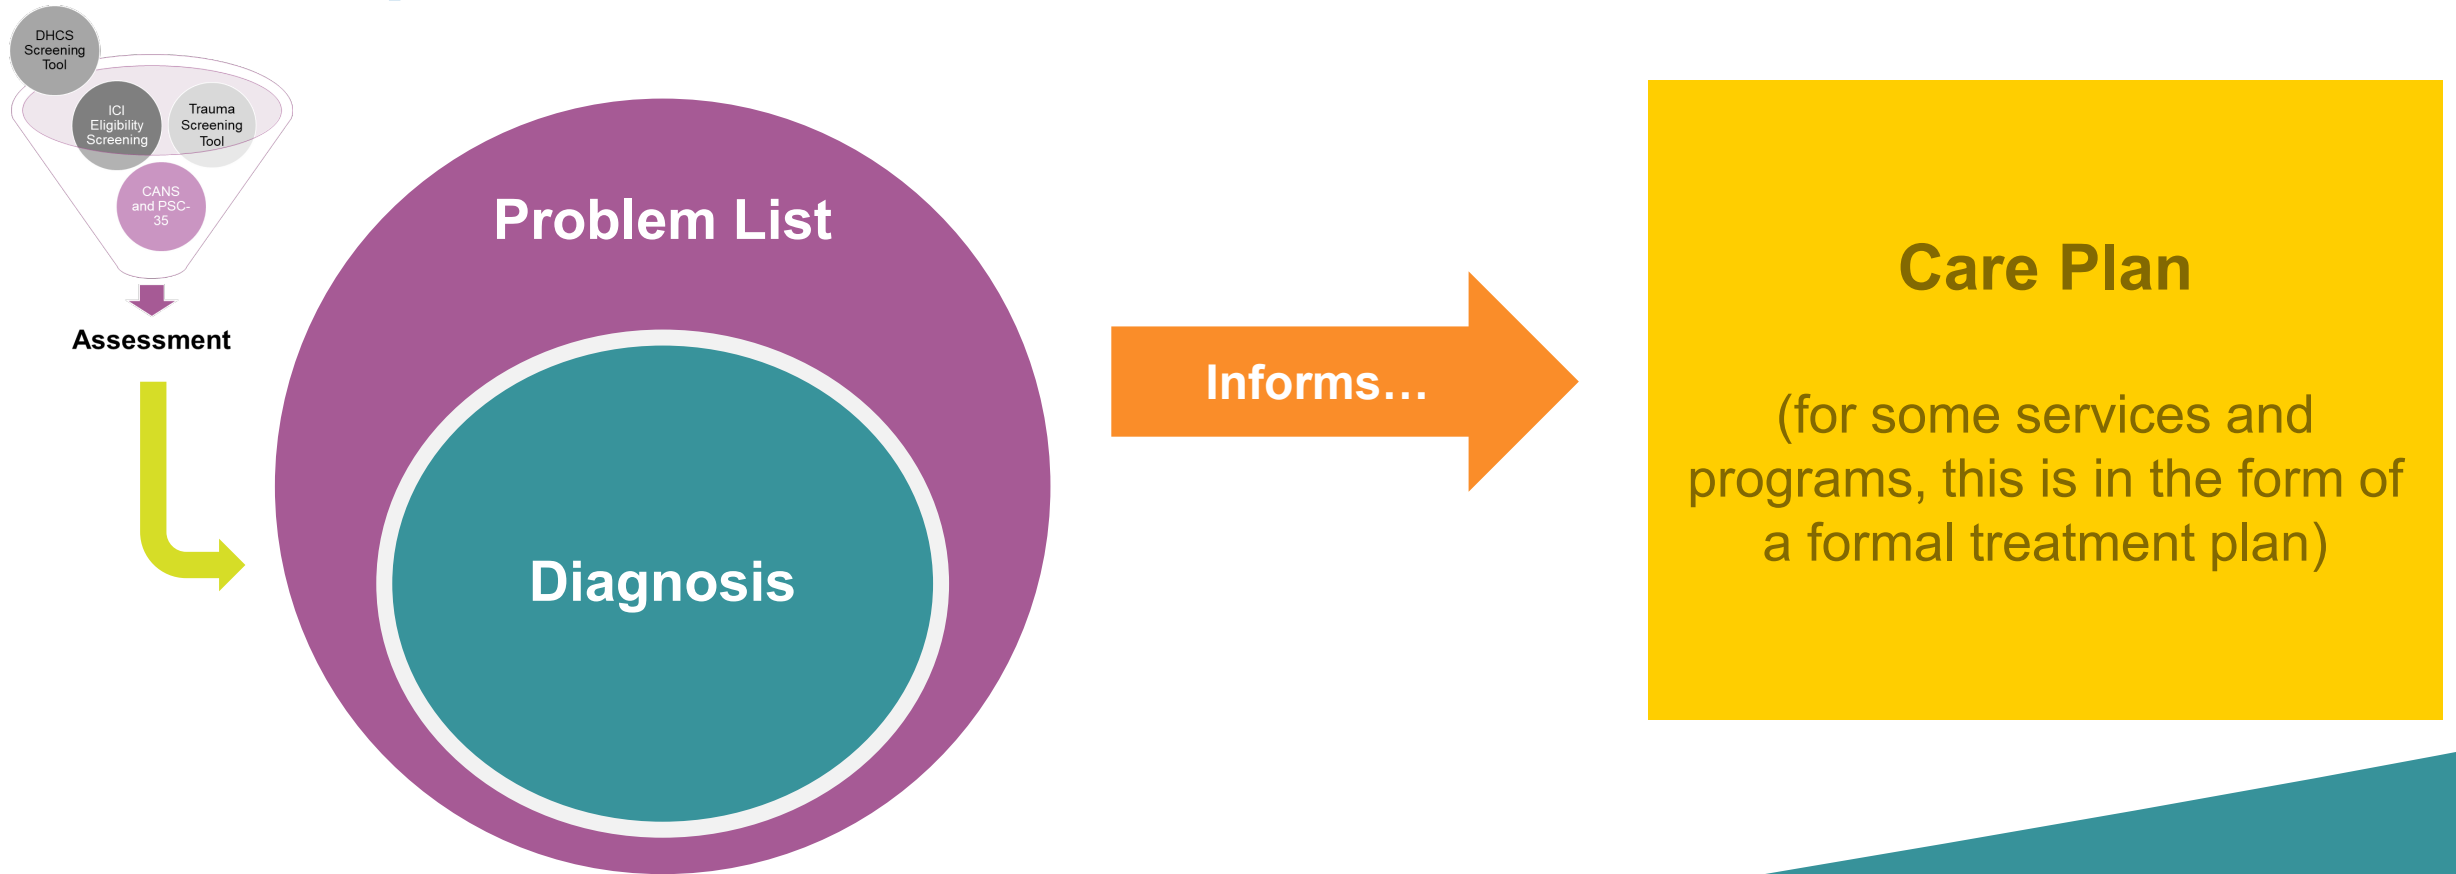 DHCS
Screening
Tool
ICI
Eligibility
Screening
Trauma
Screening
Tool
CANS
and PSC-
35
Assessment
Problem List
Diagnosis
Informs…
Care Plan
(for some services and
programs, this is in the form of
a formal treatment plan)